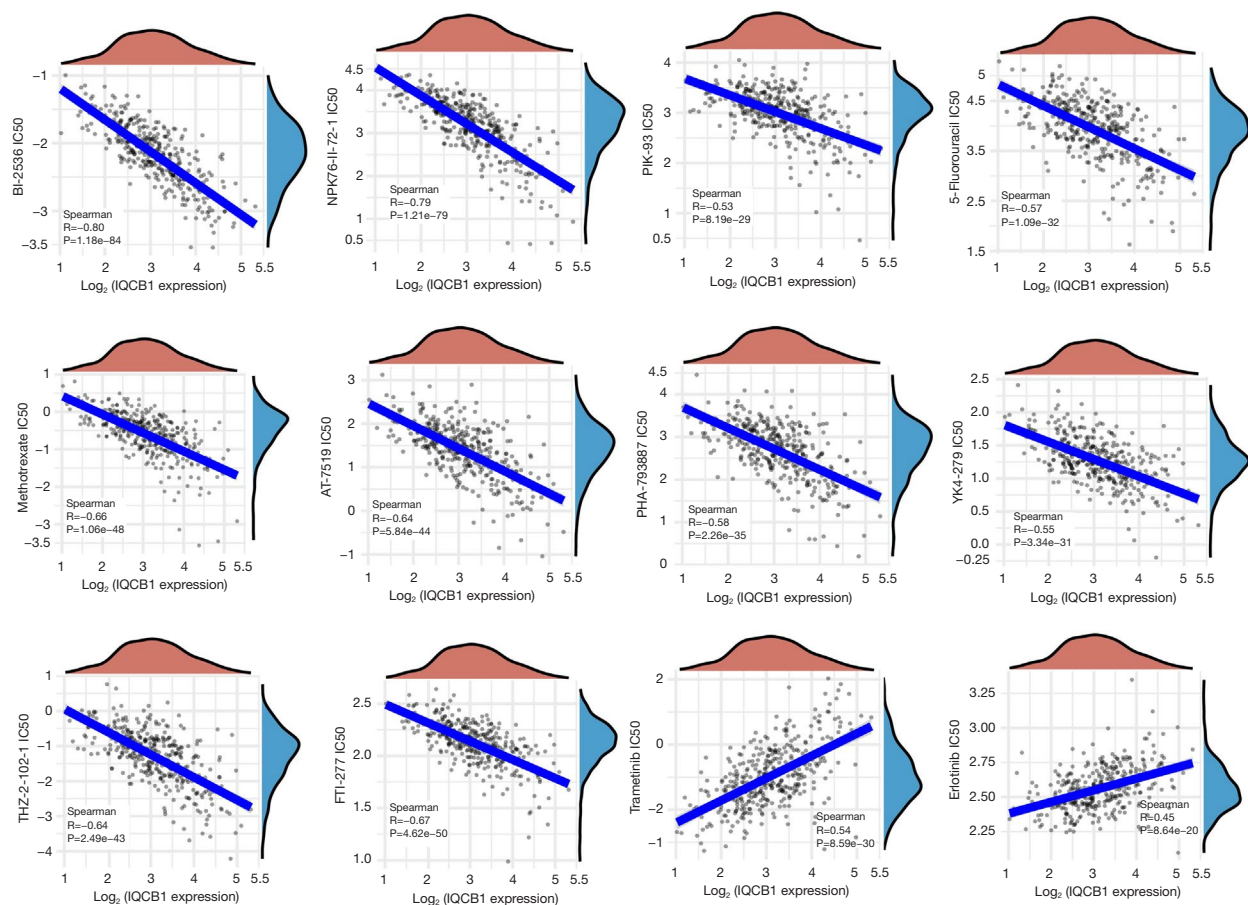 BI-2536 IC50
−1
−2
−3
−3.5
Spearman
R=−0.80
P=1.18e−84
1 2 3 4 5 5.5
Log₂ (IQCB1 expression)
NPK76-II-72-1 IC50
4.5
4
3
2
1
0.5
Spearman
R=−0.79
P=1.21e−79
1 2 3 4 5 5.5
Log₂ (IQCB1 expression)
PIK-93 IC50
4.5
4
3
2
1
0.5
Spearman
R=−0.53
P=8.19e−29
1 2 3 4 5 5.5
Log₂ (IQCB1 expression)
5-Fluorouracil IC50
5
4.5
3.5
2.5
1.5
Spearman
R=−0.57
P=1.09e−32
1 2 3 4 5 5.5
Log₂ (IQCB1 expression)
Methotrexate IC50
1
0
−1
−2
−3
−3.5
Spearman
R=−0.66
P=1.06e−48
1 2 3 4 5 5.5
Log₂ (IQCB1 expression)
AT-7519 IC50
3
2
1
0
−1
Spearman
R=−0.64
P=5.84e−44
1 2 3 4 5 5.5
Log₂ (IQCB1 expression)
PHA-793887 IC50
4.5
4
3
2
1
0
Spearman
R=−0.58
P=2.26e−35
1 2 3 4 5 5.5
Log₂ (IQCB1 expression)
YK4-279 IC50
2.5
2.0
1.5
1.0
0.5
0.0
−0.25
Spearman
R=−0.55
P=3.34e−31
1 2 3 4 5 5.5
Log₂ (IQCB1 expression)
THZ-2-102-1 IC50
1
0
−1
−2
−3
−4
Spearman
R=−0.64
P=2.49e−43
1 2 3 4 5 5.5
Log₂ (IQCB1 expression)
FTI-277 IC50
2.5
2.0
1.5
1.0
Spearman
R=−0.67
P=4.62e−50
1 2 3 4 5 5.5
Log₂ (IQCB1 expression)
Trametinib IC50
2
0
−2
−1
Spearman
R=0.54
P=8.59e−30
1 2 3 4 5 5.5
Log₂ (IQCB1 expression)
Erlotinib IC50
3.25
3.00
2.75
2.50
2.25
Spearman
R=0.45
P=8.64e−20
1 2 3 4 5 5.5
Log₂ (IQCB1 expression)